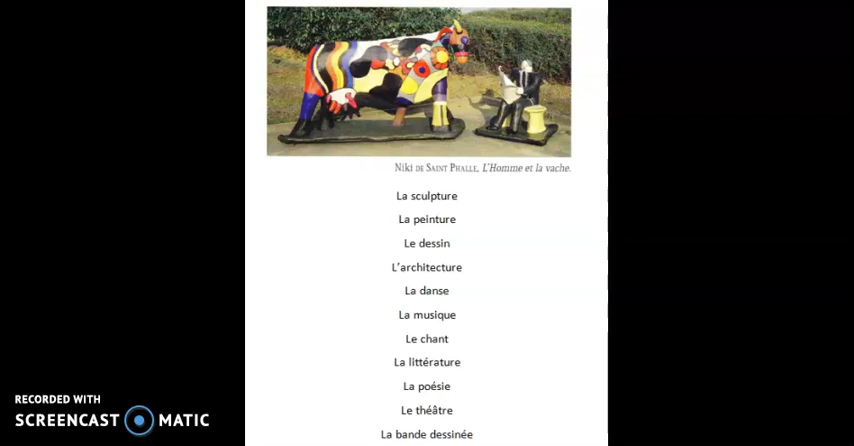 Niki DE SAINT PHALLE, L'Homme et la vache.
La sculpture
La peinture
Le dessin
L'architecture
La danse
La musique
Le chant
La littérature
La poésie
Le théâtre
La bande dessinée
RECORDED WITH
SCREENCAST MATIC